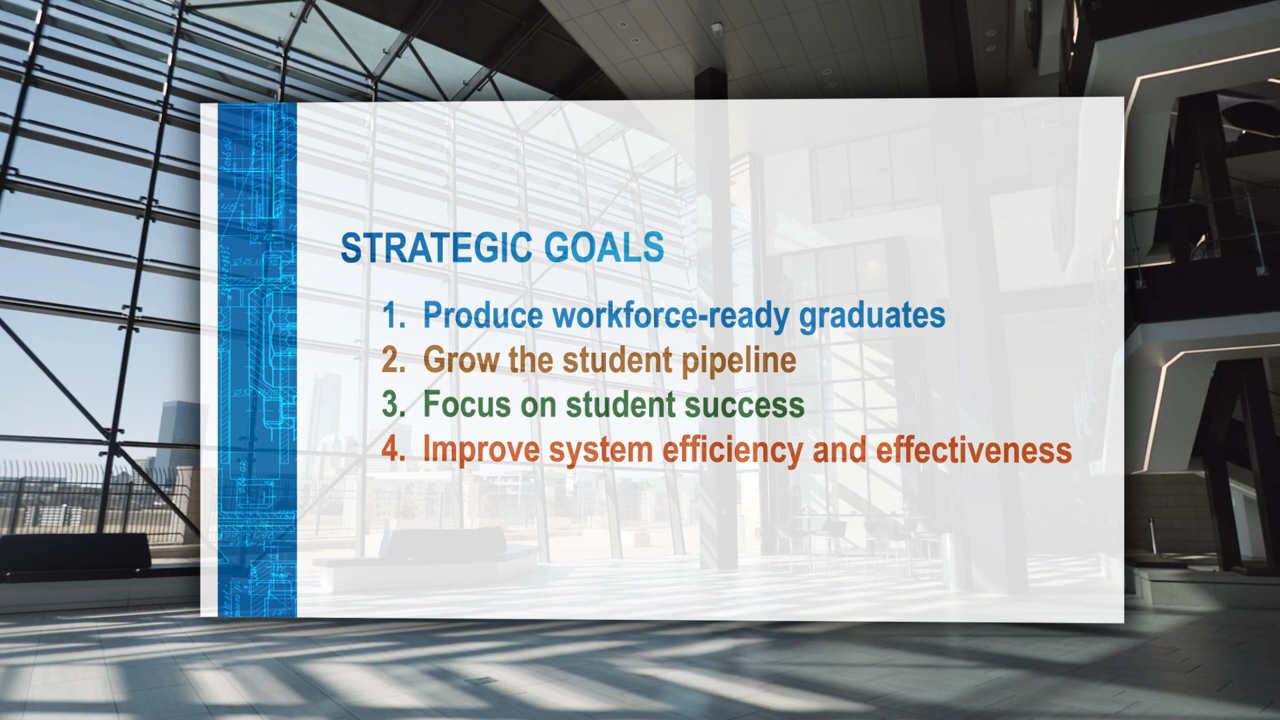 STRATEGIC GOALS
1. Produce workforce-ready graduates
2. Grow the student pipeline
3. Focus on student success
4. Improve system efficiency and effectiveness